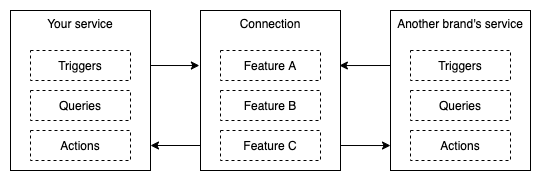 Your service
Triggers
Queries
Actions
Connection
Feature A
Feature B
Feature C
Another brand's service
Triggers
Queries
Actions